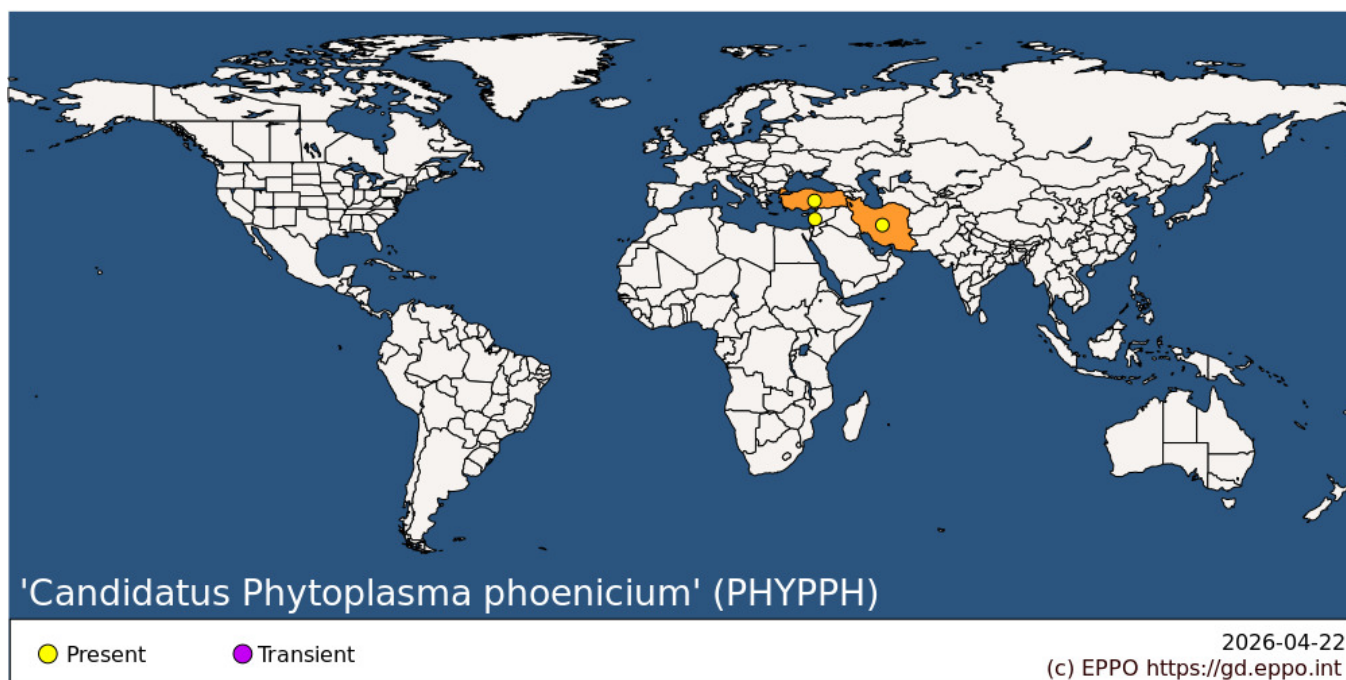 'Candidatus Phytoplasma phoenicium' (PHYPPH)
Present
Transient
2026-04-22
(c) EPPO https://gd.eppo.int